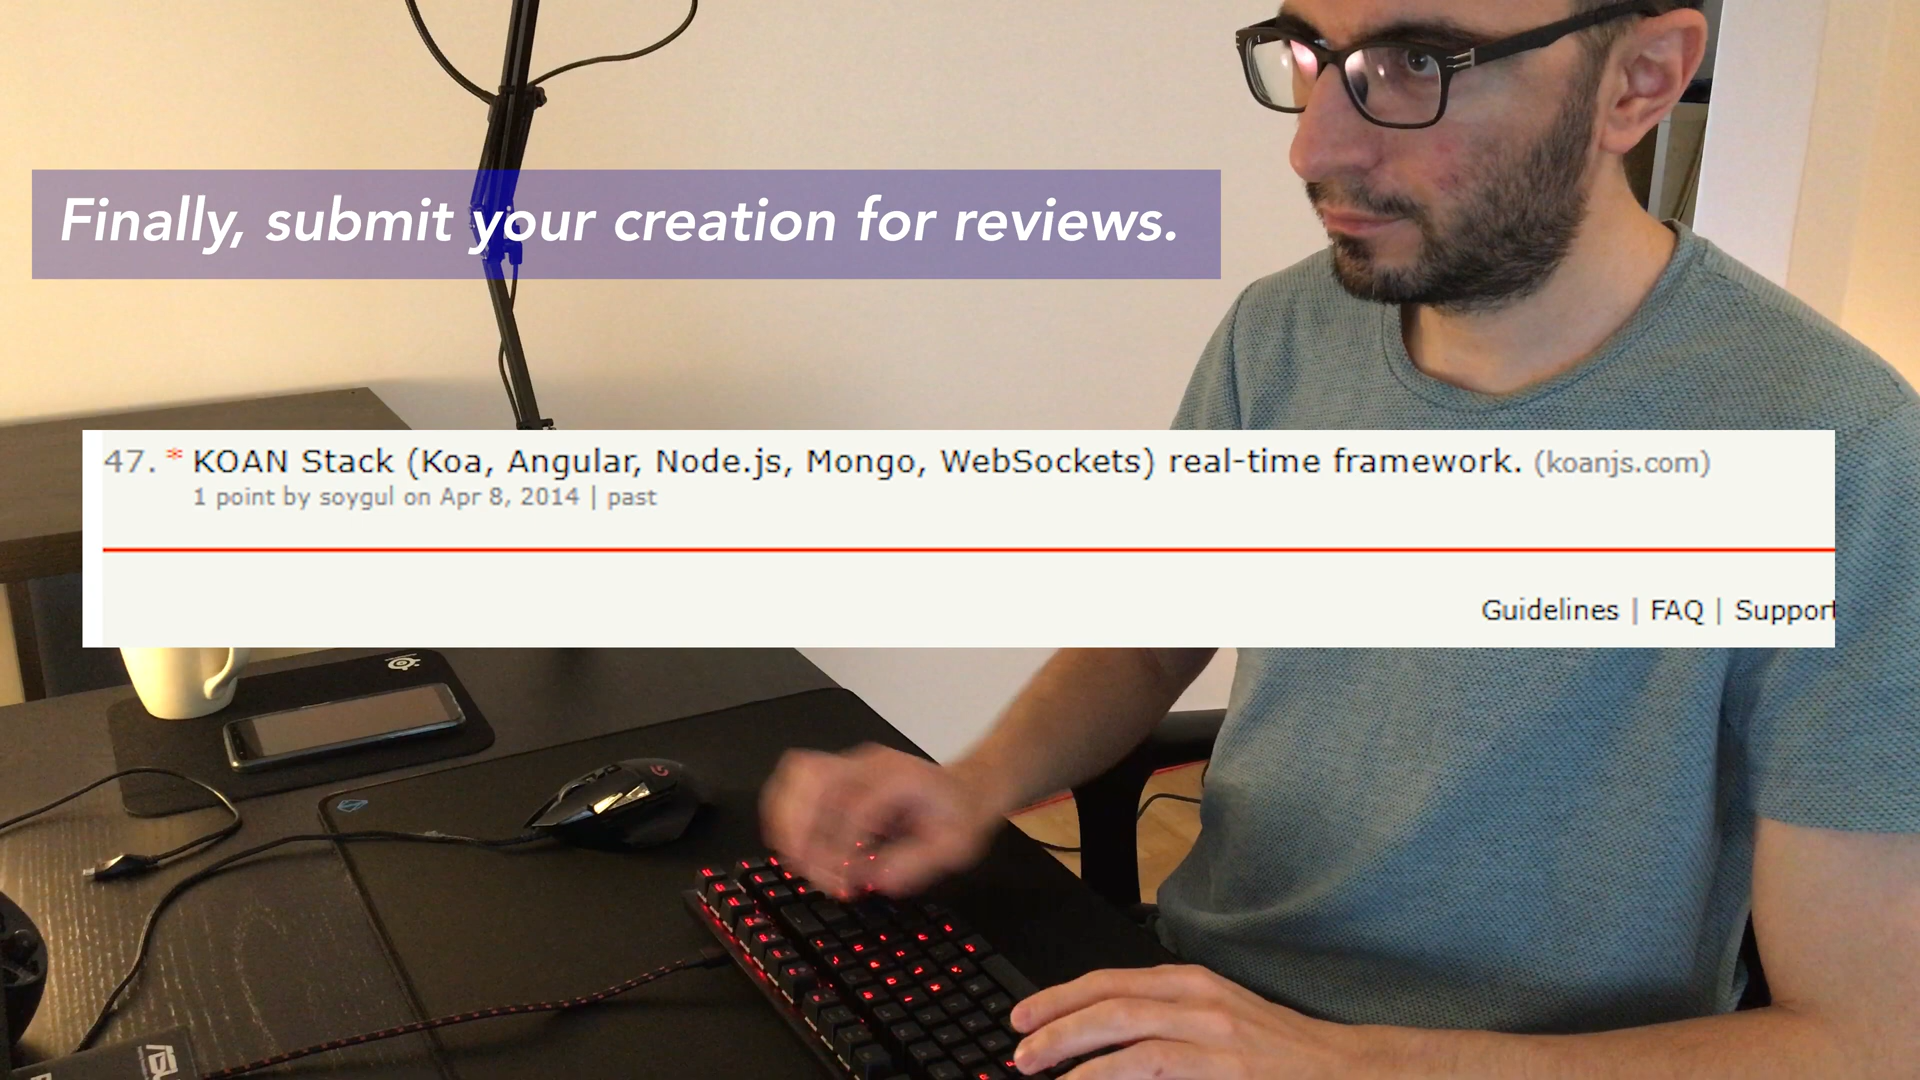 Finally, submit your creation for reviews.
47. * KOAN Stack (Koa, Angular, Node.js, Mongo, WebSockets) real-time framework. (koanjs.com)
1 point by soygul on Apr 8, 2014 | past
Guidelines | FAQ | Support